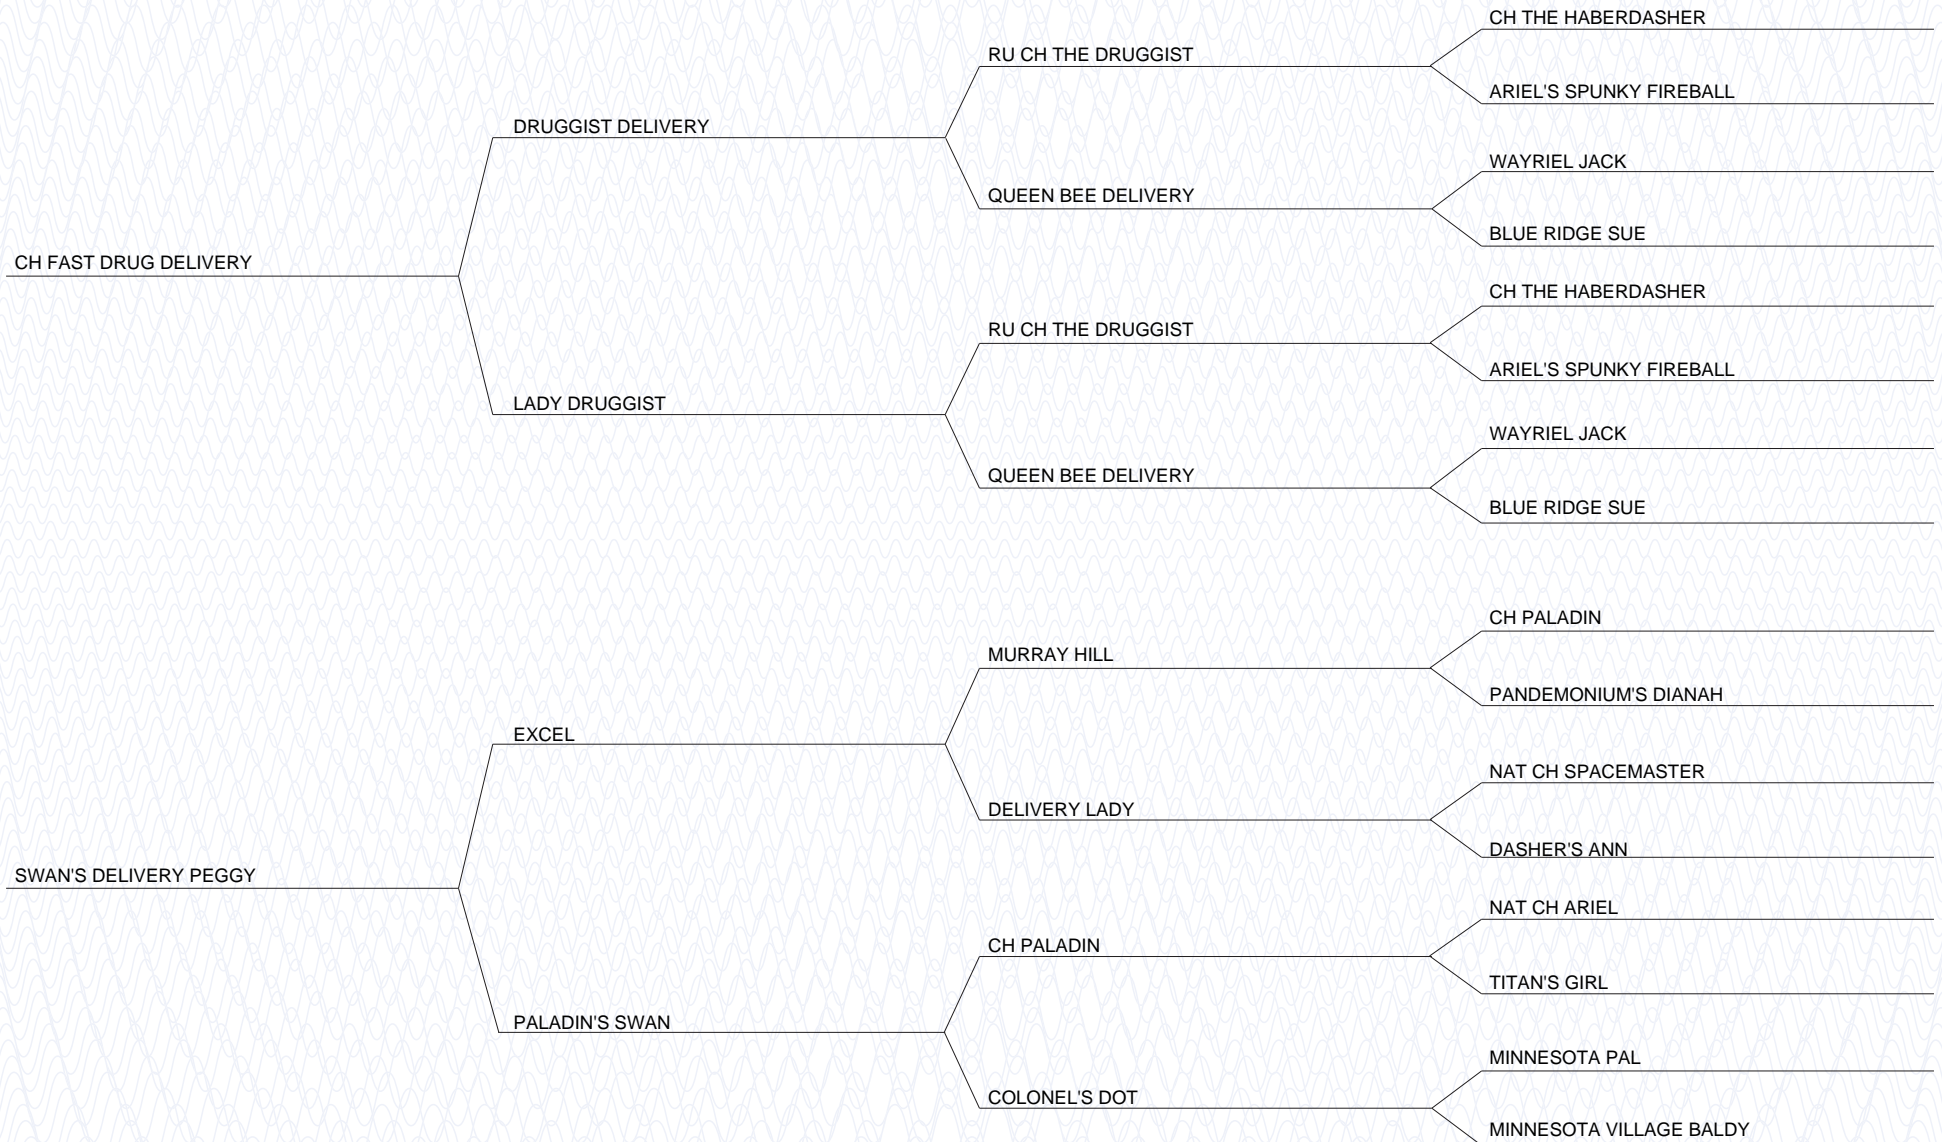 CH FAST DRUG DELIVERY
DRUGGIST DELIVERY
RU CH THE DRUGGIST
CH THE HABERDASHER
ARIEL'S SPUNKY FIREBALL
QUEEN BEE DELIVERY
WAYRIEL JACK
BLUE RIDGE SUE
LADY DRUGGIST
RU CH THE DRUGGIST
CH THE HABERDASHER
ARIEL'S SPUNKY FIREBALL
QUEEN BEE DELIVERY
WAYRIEL JACK
BLUE RIDGE SUE
SWAN'S DELIVERY PEGGY
EXCEL
MURRAY HILL
CH PALADIN
PANDEMONIUM'S DIANAH
DELIVERY LADY
NAT CH SPACEMASTER
DASHER'S ANN
PALADIN'S SWAN
CH PALADIN
NAT CH ARIEL
TITAN'S GIRL
COLONEL'S DOT
MINNESOTA PAL
MINNESOTA VILLAGE BALDY